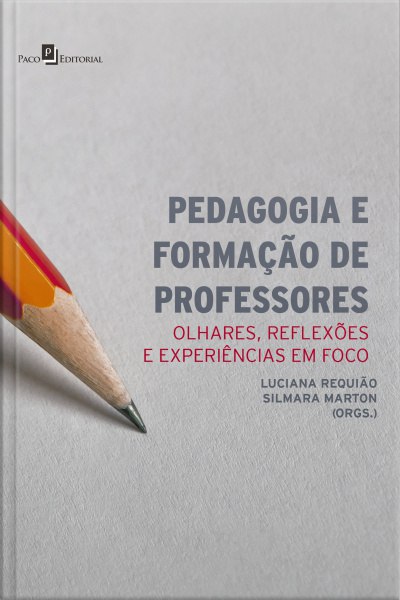 PACO P EDITORIAL
PEDAGOGIA E
FORMAÇÃO DE
PROFESSORES
OLHARES, REFLEXÕES
E EXPERIÊNCIAS EM FOCO
LUCIANA REQUIÃO
SILMARA MARTON
(ORGS.)